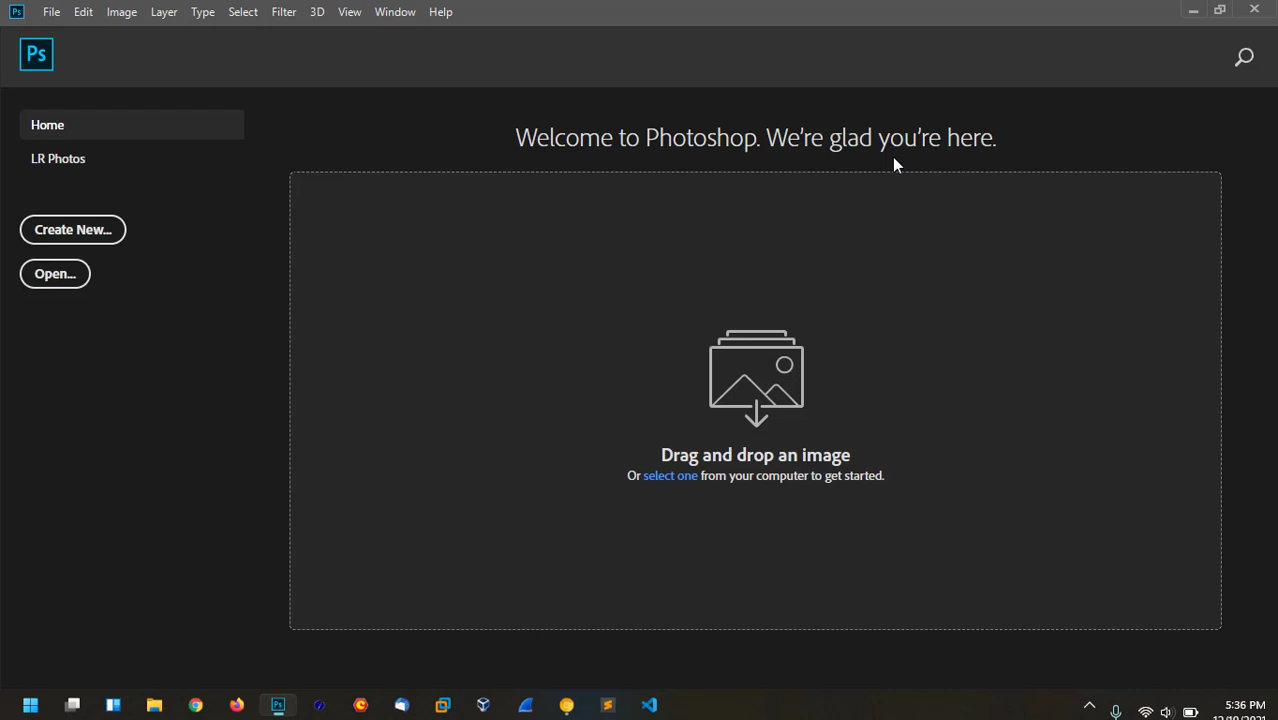 Ps File Edit Image Layer Type Select Filter 3D View Window Help
Ps
Home
LR Photos
Create New...
Open...
Welcome to Photoshop. We're glad you're here.
Drag and drop an image
Or select one from your computer to get started.
Ps
5:36 PM